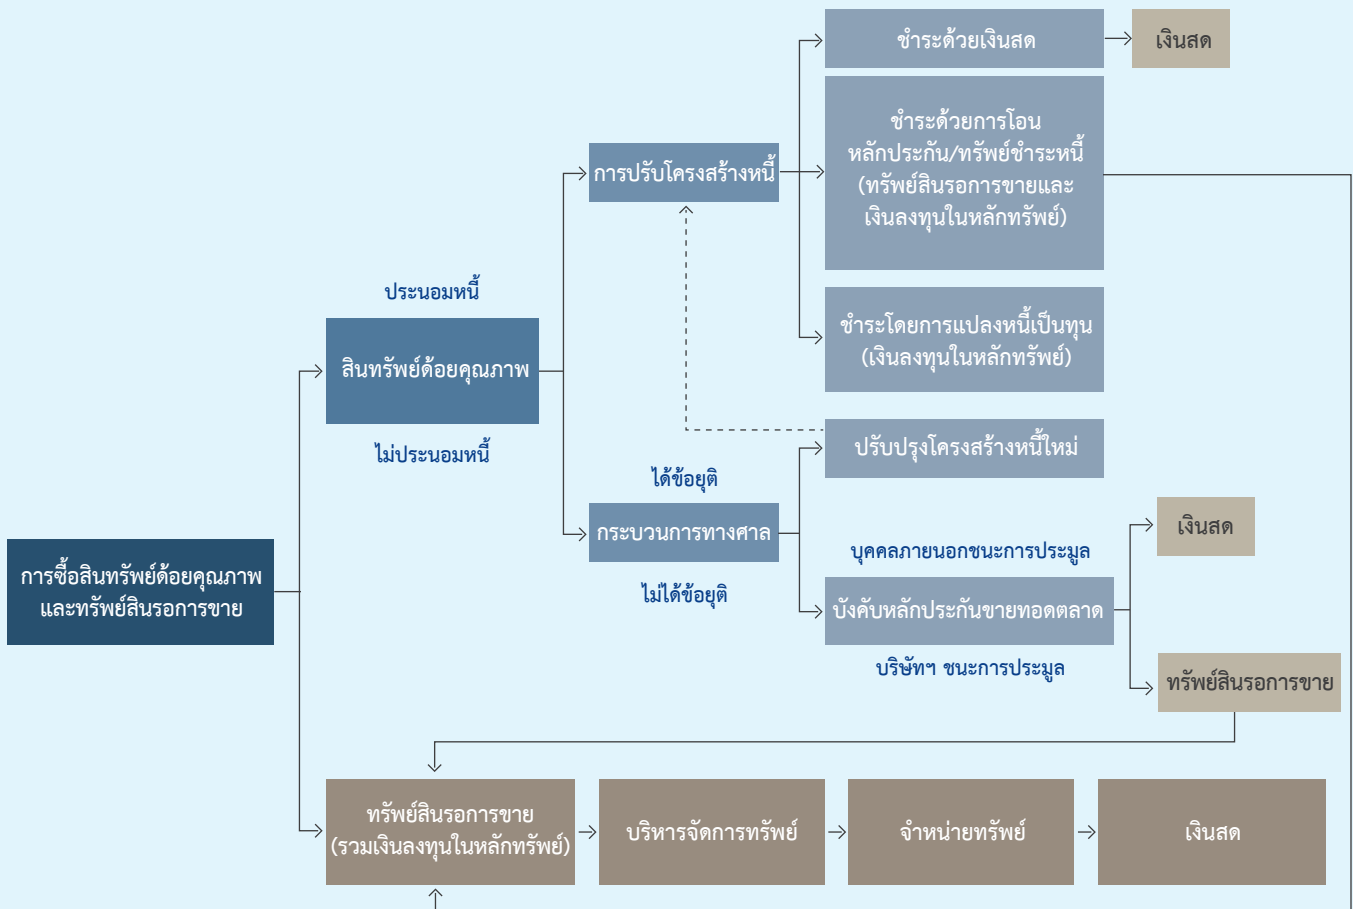 ชำระด้วยเงินสด
เงินสด
ชำระด้วยการโอน
หลักประกัน/ทรัพย์ชำระหนี้
(ทรัพย์สินรอการขายและ
เงินลงทุนในหลักทรัพย์)
การปรับโครงสร้างหนี้
ประนอมหนี้
ชำระโดยการแปลงหนี้เป็นทุน
(เงินลงทุนในหลักทรัพย์)
สินทรัพย์ด้อยคุณภาพ
ไม่ประนอมหนี้
ปรับปรุงโครงสร้างหนี้ใหม่
ได้ข้อยุติ
กระบวนการทางศาล
ไม่ได้ข้อยุติ
เงินสด
บุคคลภายนอกชนะการประมูล
บังคับหลักประกันขายทอดตลาด
บริษัทฯ ชนะการประมูล
การซื้อสินทรัพย์ด้อยคุณภาพ
และทรัพย์สินรอการขาย
ทรัพย์สินรอการขาย
ทรัพย์สินรอการขาย
(รวมเงินลงทุนในหลักทรัพย์)
บริหารจัดการทรัพย์
จำหน่ายทรัพย์
เงินสด